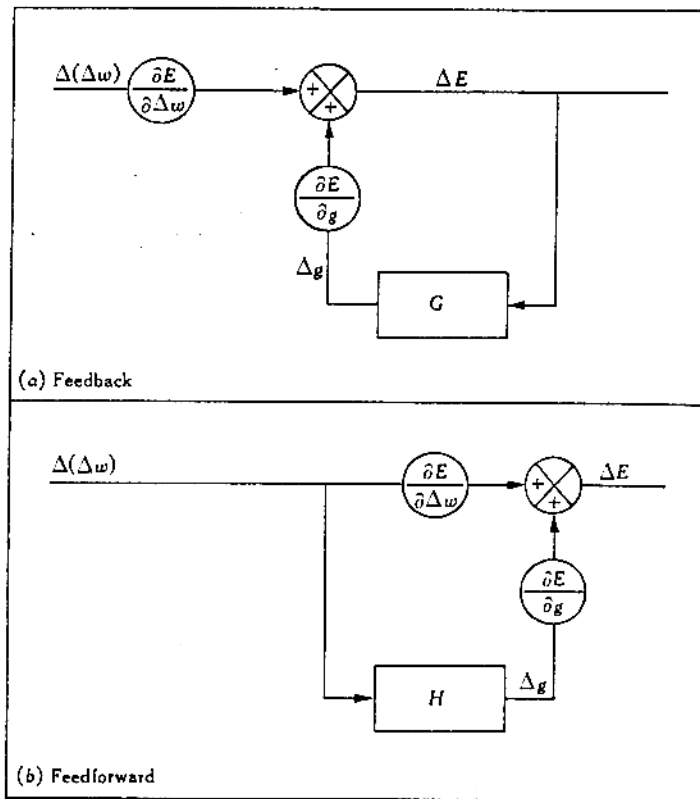 Δ(Δw) ∂E/∂Δw + + ΔE
∂E/∂g
Δg
G
(a) Feedback
Δ(Δw) ∂E/∂Δw + + ΔE
∂E/∂g
H Δg
(b) Feedforward